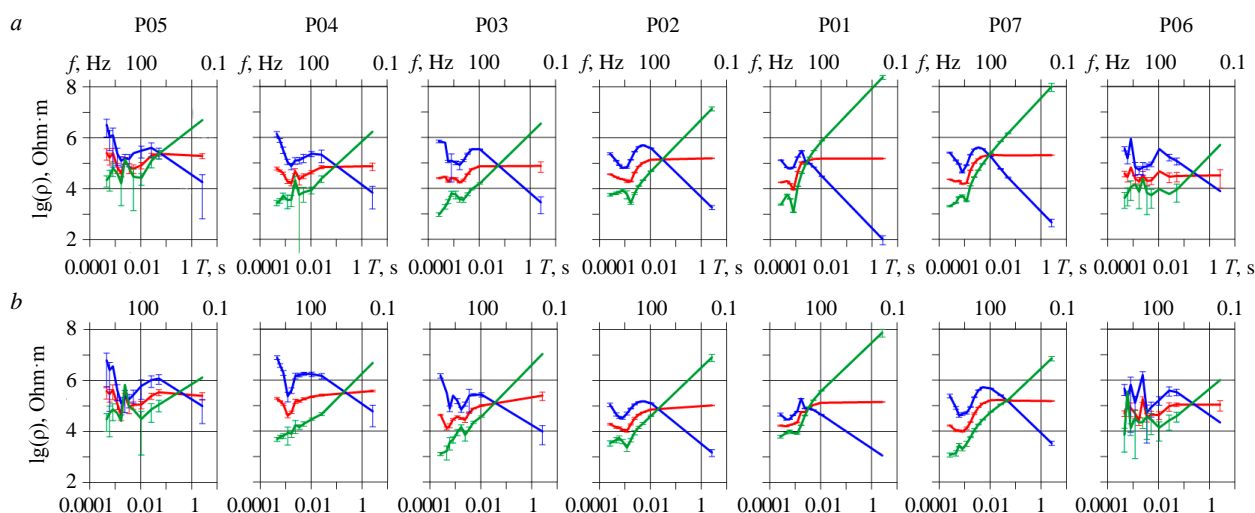 a P05 P04 P03 P02 P01 P07 P06
f, Hz 100 0.1 f, Hz 100 0.1 f, Hz 100 0.1 f, Hz 100 0.1 f, Hz 100 0.1 f, Hz 100 0.1 f, Hz 100 0.1
8
6
lg(ρ), Ohm·m
4
2
0.0001 0.01 1 T, s 0.0001 0.01 1 T, s 0.0001 0.01 1 T, s 0.0001 0.01 1 T, s 0.0001 0.01 1 T, s 0.0001 0.01 1 T, s 0.0001 0.01 1 T, s
b 100 0.1 100 0.1 100 0.1 100 0.1 100 0.1 100 0.1 100 0.1
8
6
lg(ρ), Ohm·m
4
2
0.0001 0.01 1 0.0001 0.01 1 0.0001 0.01 1 0.0001 0.01 1 0.0001 0.01 1 0.0001 0.01 1 0.0001 0.01 1